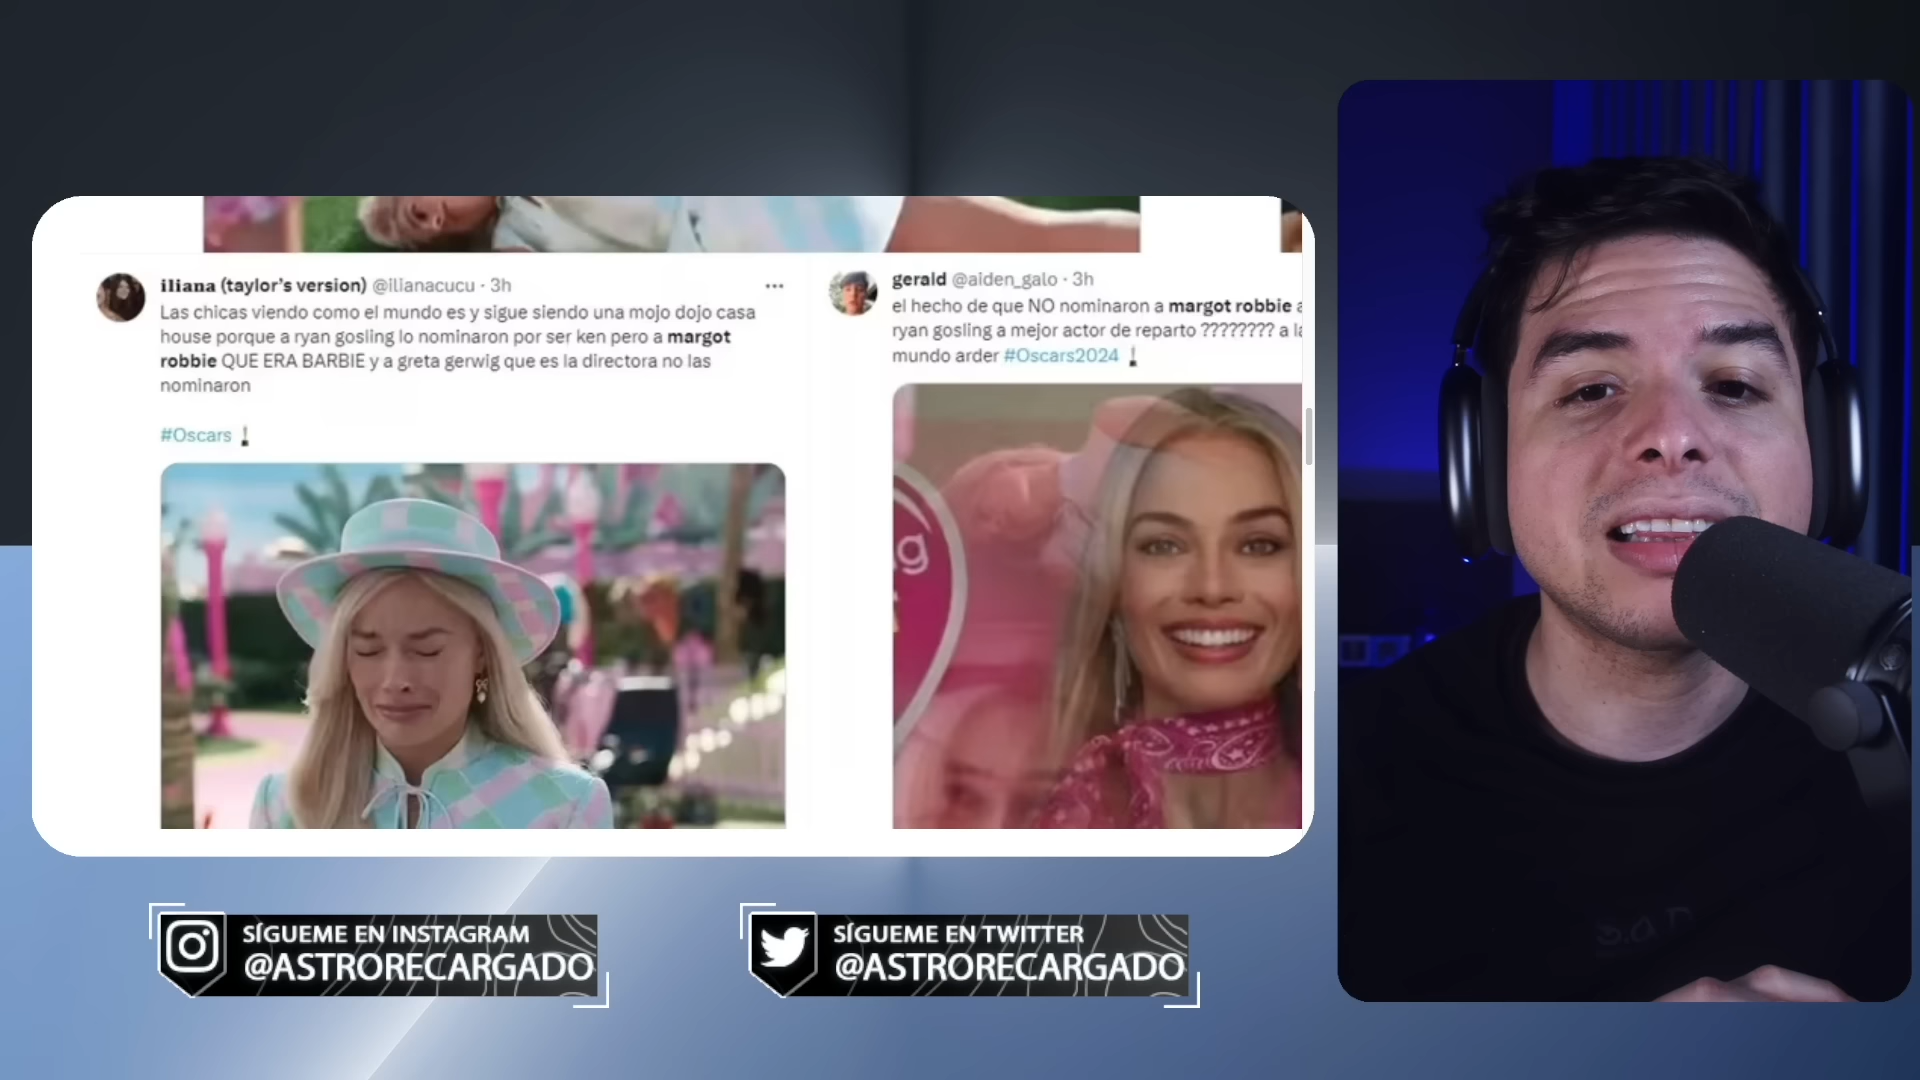 iliana (taylor's version) @ilianacucu · 3h
Las chicas viendo como el mundo es y sigue siendo una mojo dojo casa
house porque a ryan gosling lo nominaron por ser ken pero a margot
robbie QUE ERA BARBIE y a greta gerwig que es la directora no las
nominaron
#Oscars
gerald @aiden_galo · 3h
el hecho de que NO nominaron a margot robbie a
ryan gosling a mejor actor de reparto ???????? a la
mundo arder #Oscars2024
g
SÍGUEME EN INSTAGRAM
@ASTRORECARGADO
SÍGUEME EN TWITTER
@ASTRORECARGADO